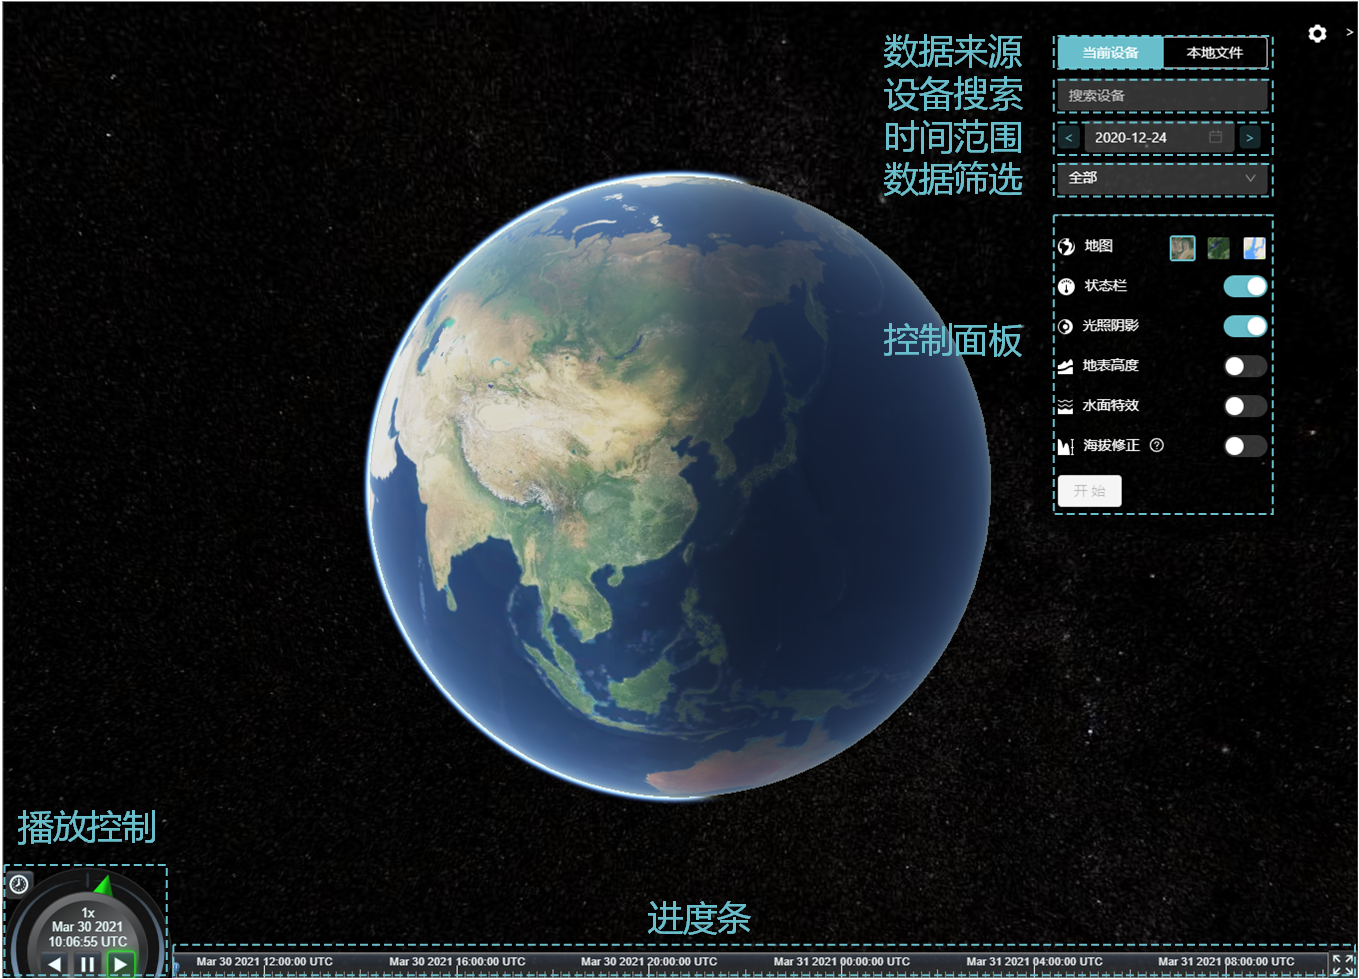 数据来源
当前设备
本地文件
>
设备搜索
搜索设备
时间范围
<
2020-12-24
>
数据筛选
全部
地图
状态栏
光照阴影
控制面板
地表高度
水面特效
海拔修正 ?
开 始
播放控制
进度条
1x
Mar 30 2021
10:06:55 UTC
Mar 30 2021 12:00:00 UTC
Mar 30 2021 16:00:00 UTC
Mar 30 2021 20:00:00 UTC
Mar 31 2021 00:00:00 UTC
Mar 31 2021 04:00:00 UTC
Mar 31 2021 08:00:00 UTC